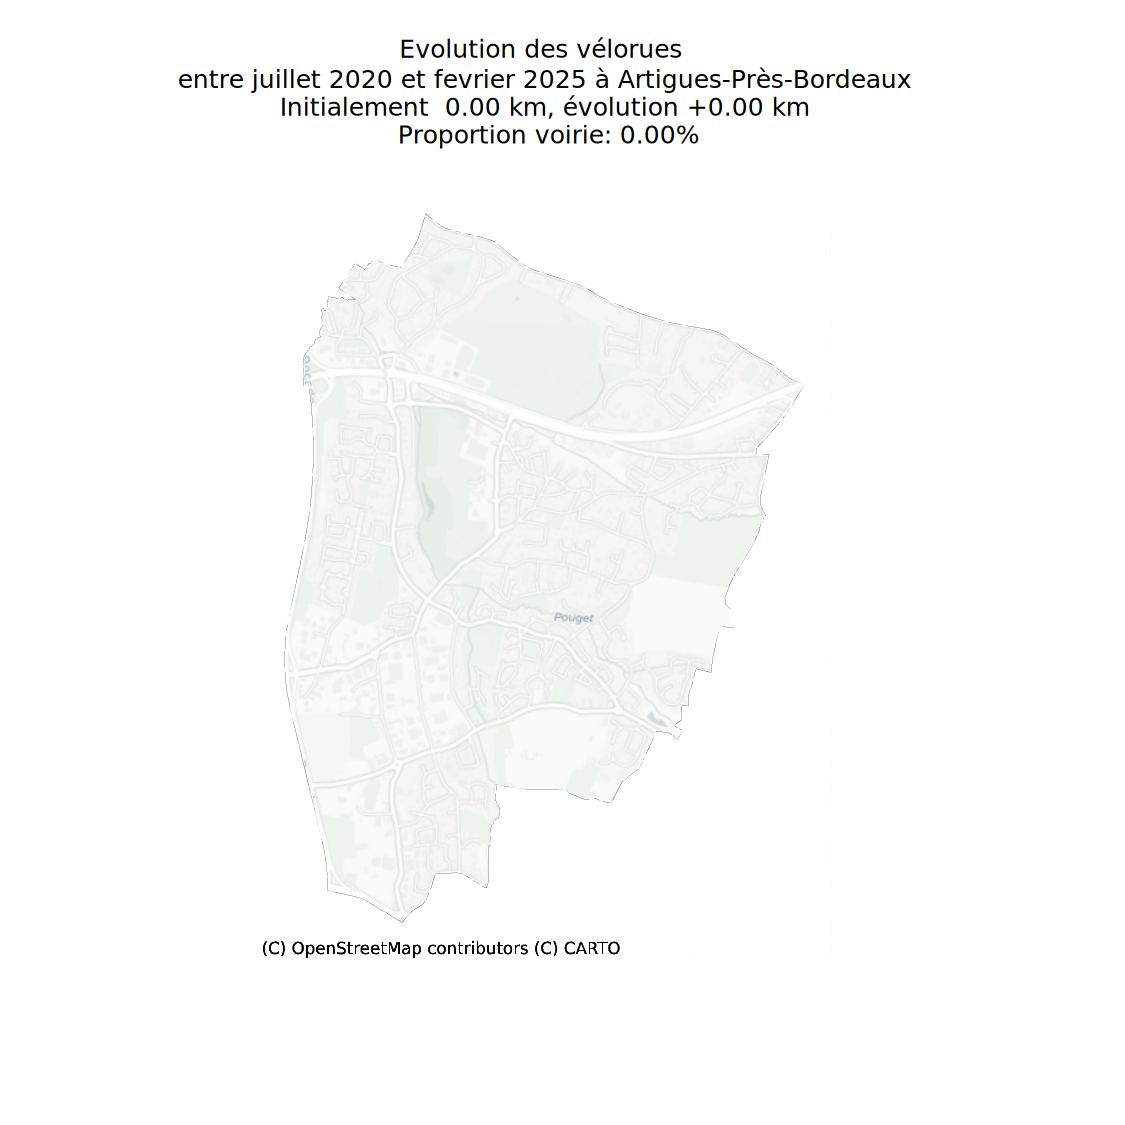 Evolution des vélorues
entre juillet 2020 et fevrier 2025 à Artigues-Près-Bordeaux
Initialement  0.00 km, évolution +0.00 km
Proportion voirie: 0.00%
Pouget
(C) OpenStreetMap contributors (C) CARTO